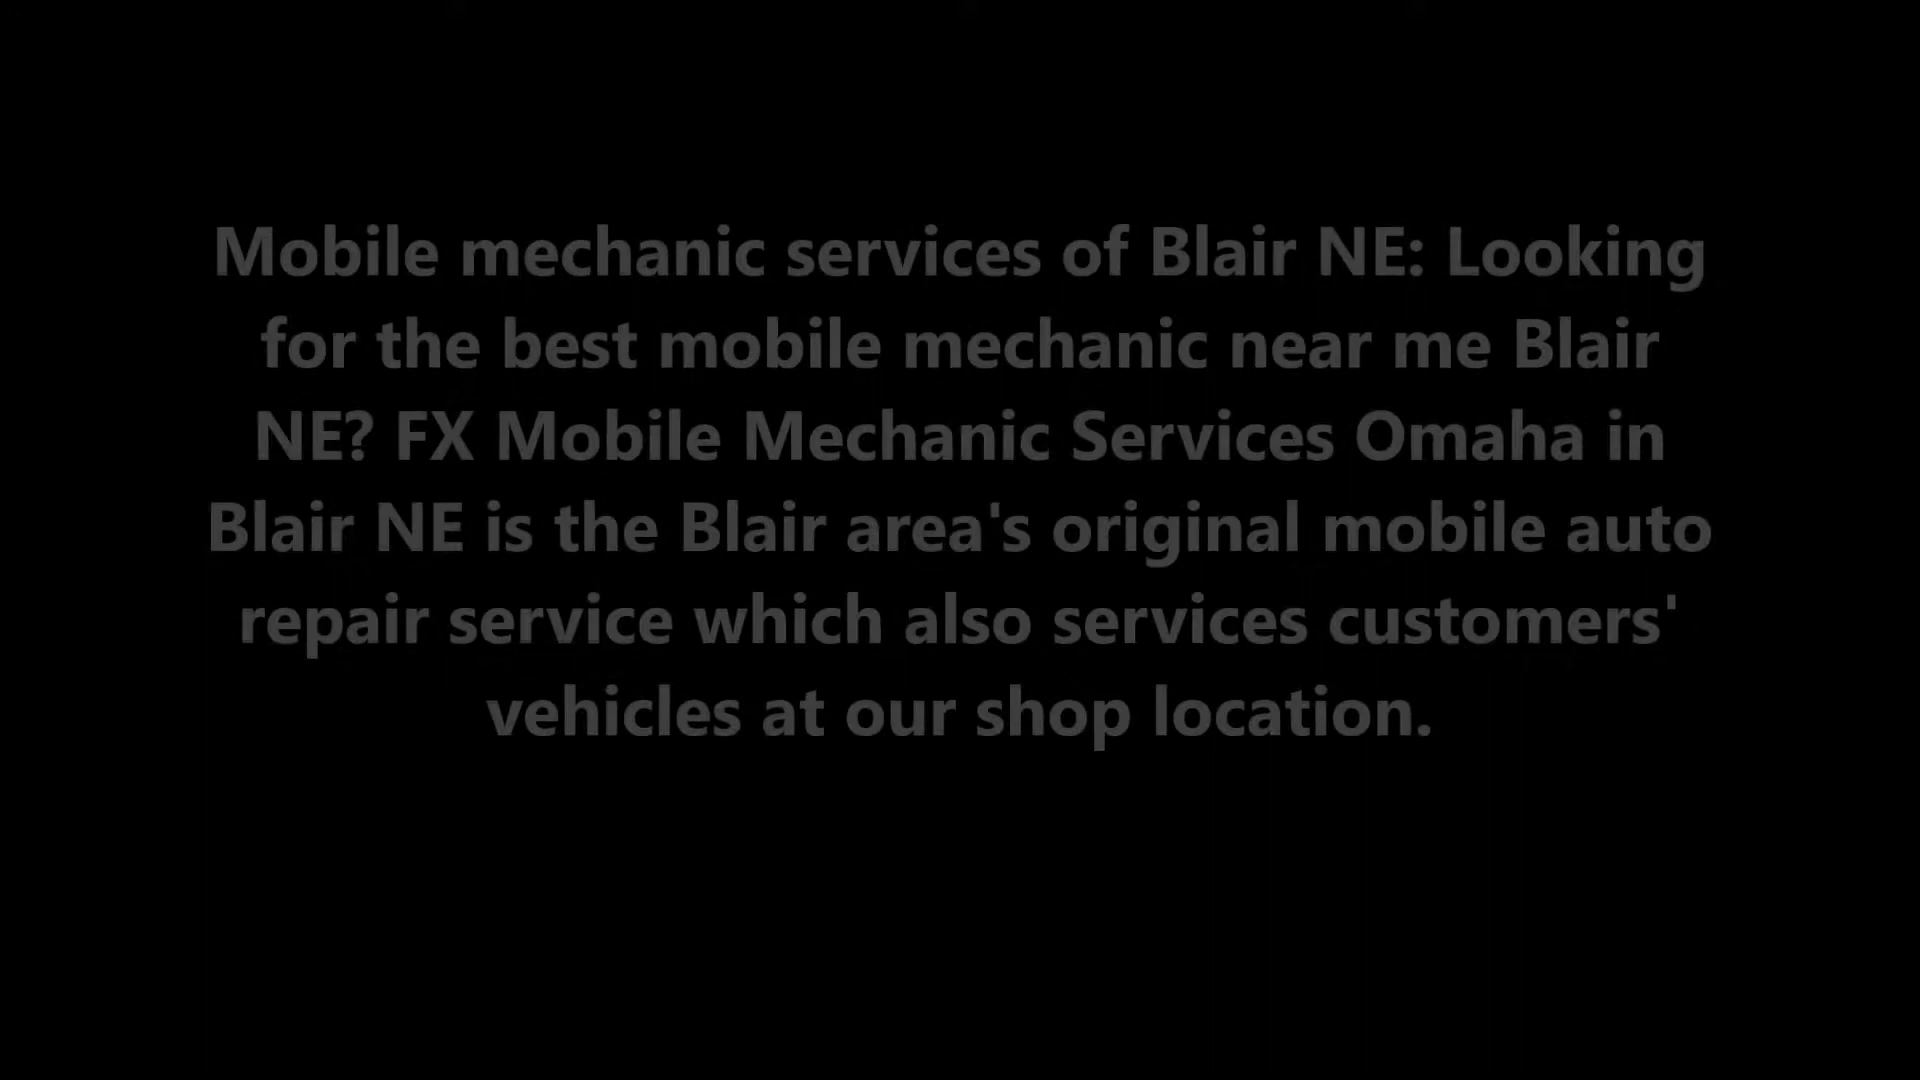 Mobile mechanic services of Blair NE: Looking
for the best mobile mechanic near me Blair
NE? FX Mobile Mechanic Services Omaha in
Blair NE is the Blair area's original mobile auto
repair service which also services customers'
vehicles at our shop location.